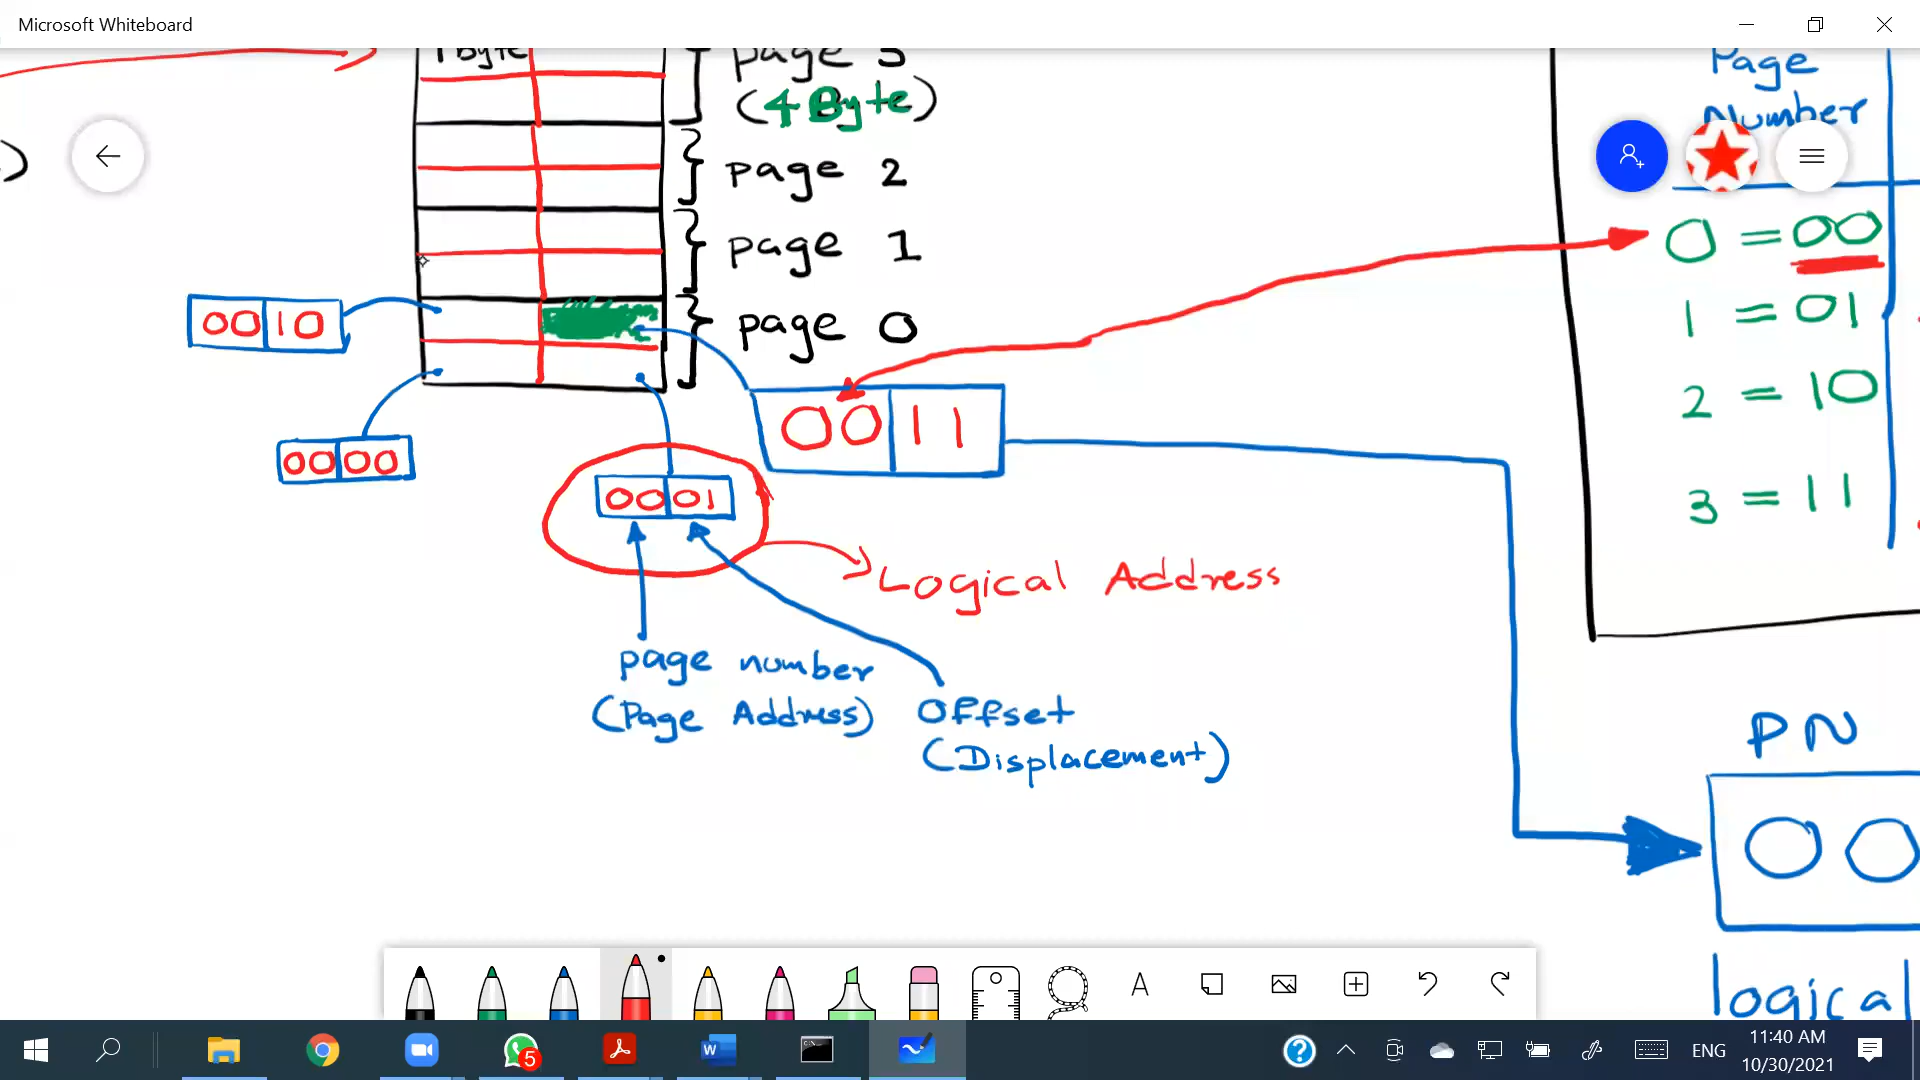 Microsoft Whiteboard
1 Byte
page 3
(4 Byte)
page 2
page 1
page 0
Page
Number
0 = 00
1 = 01
2 = 10
3 = 11
0010
0000
0011
0001
Logical Address
page number
(Page Address)
Offset
(Displacement)
PN
00
logical
5
W
A
ENG
11:40 AM
10/30/2021